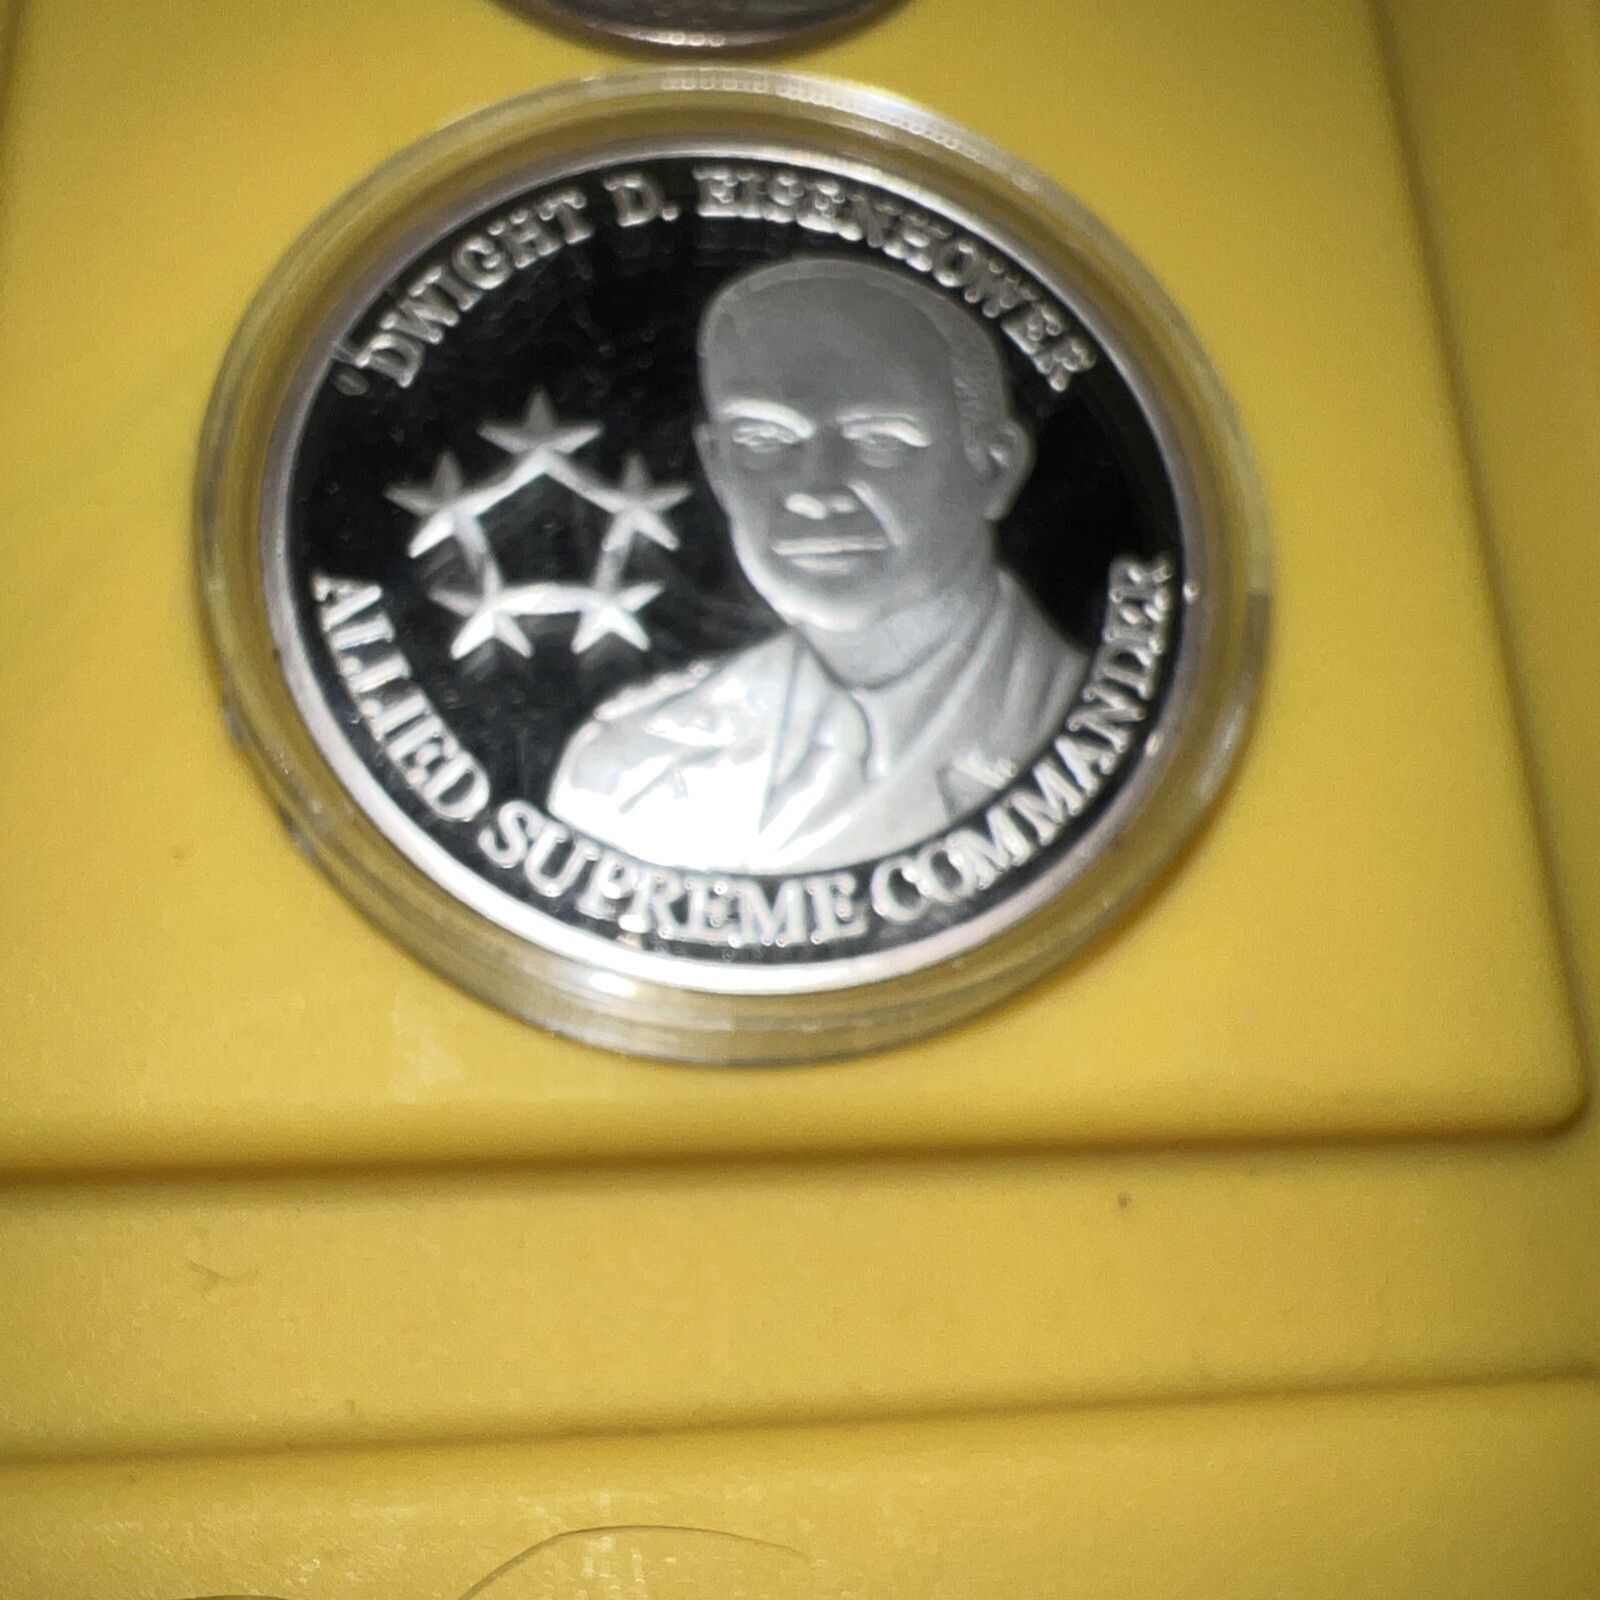 DWIGHT D. EISENHOWER
ALLIED SUPREME COMMANDER